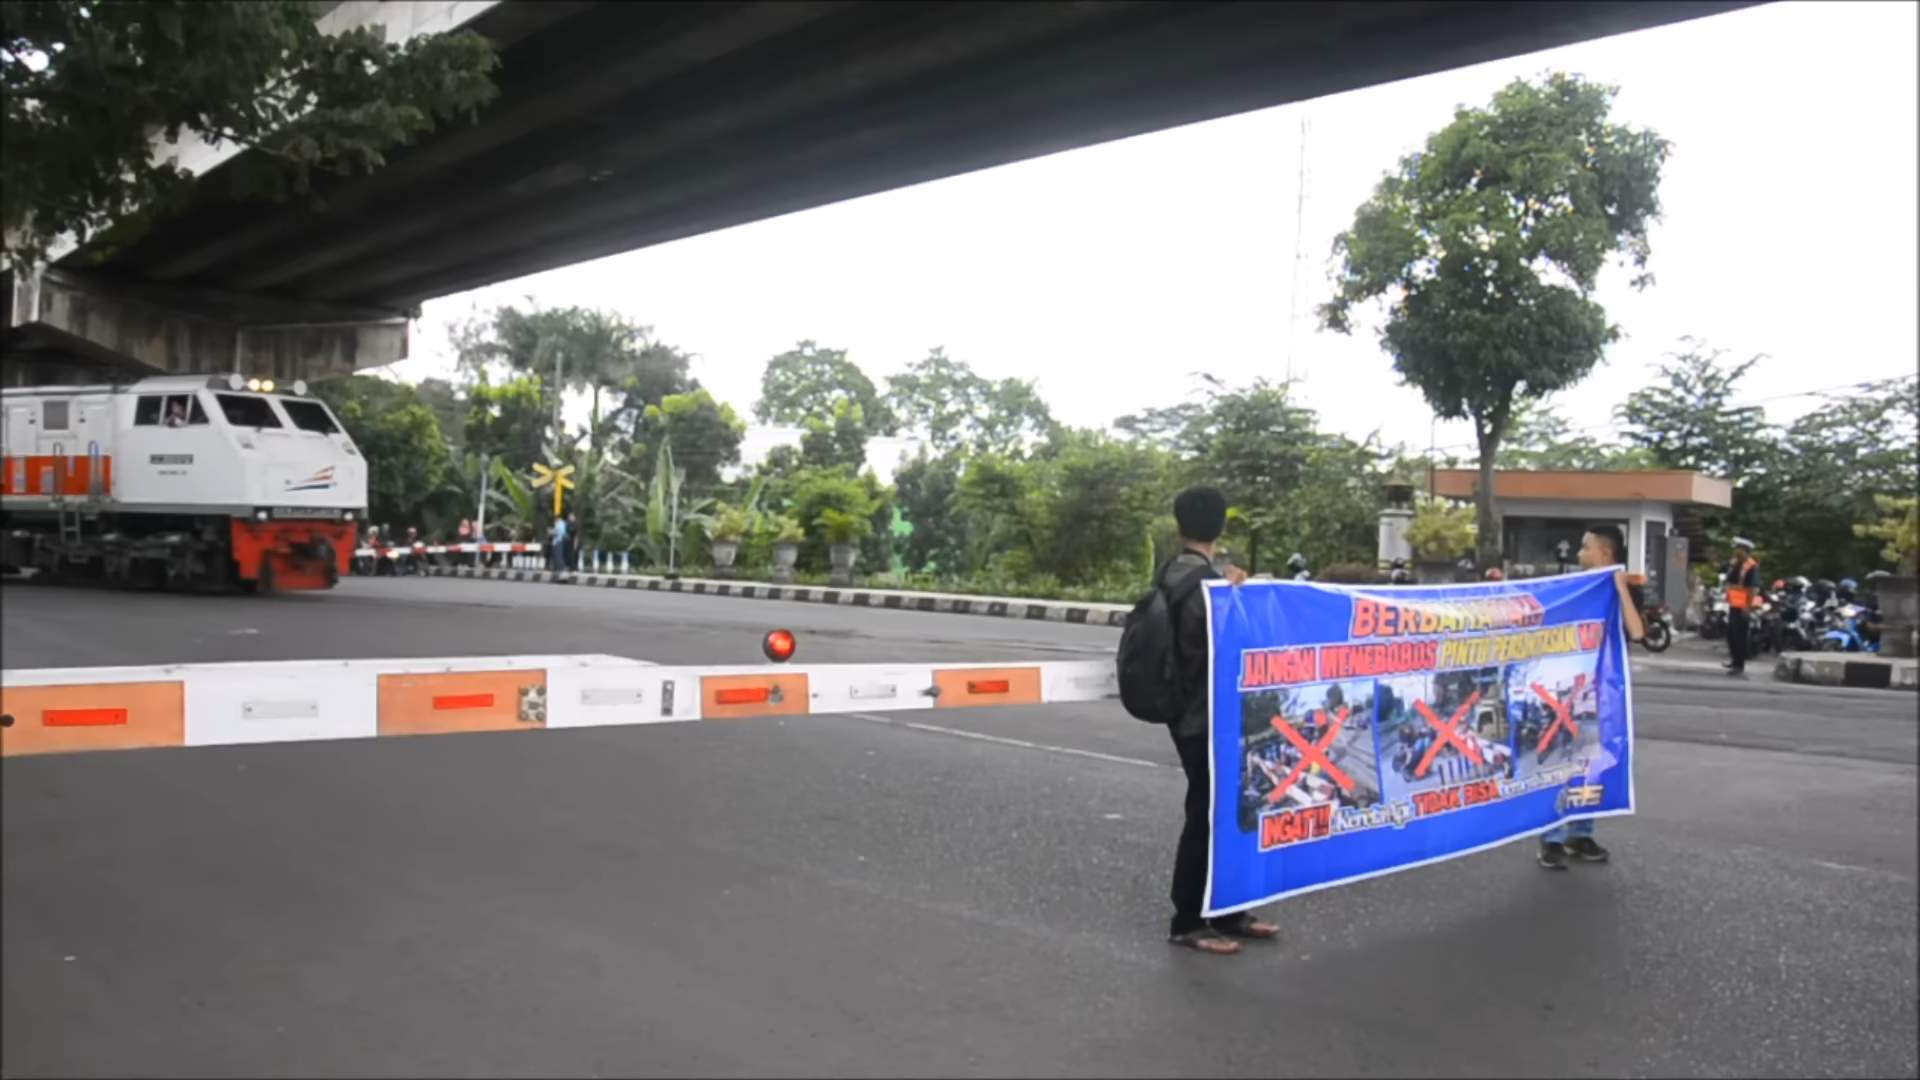 BERBAHAYA!!!
JANGAN MENEROBOS PINTU PERLINTASAN KA!!
INGAT!!! Kereta Api TIDAK BISA